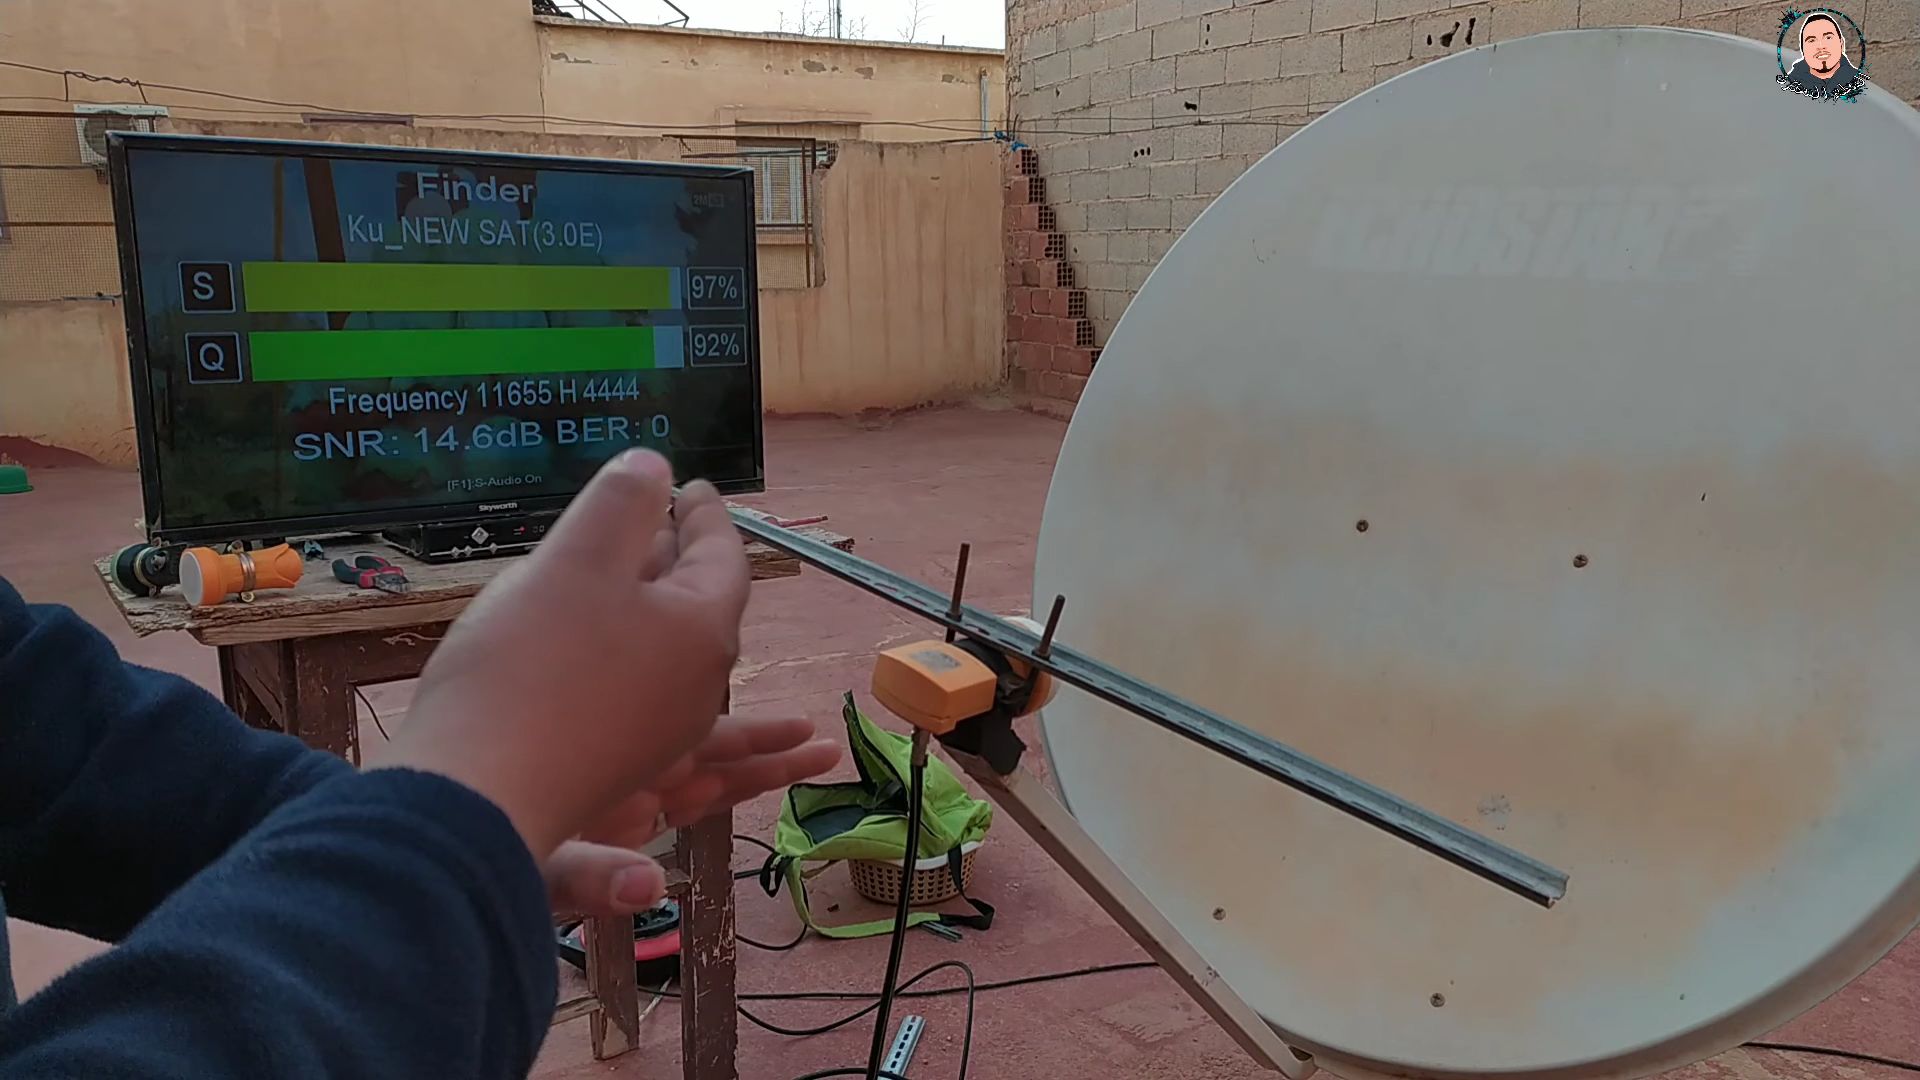 Finder
Ku_NEW SAT(3.0E)
S 97%
Q 92%
Frequency 11655 H 4444
SNR: 14.6dB BER: 0
[F1]:S-Audio On
Skyworth